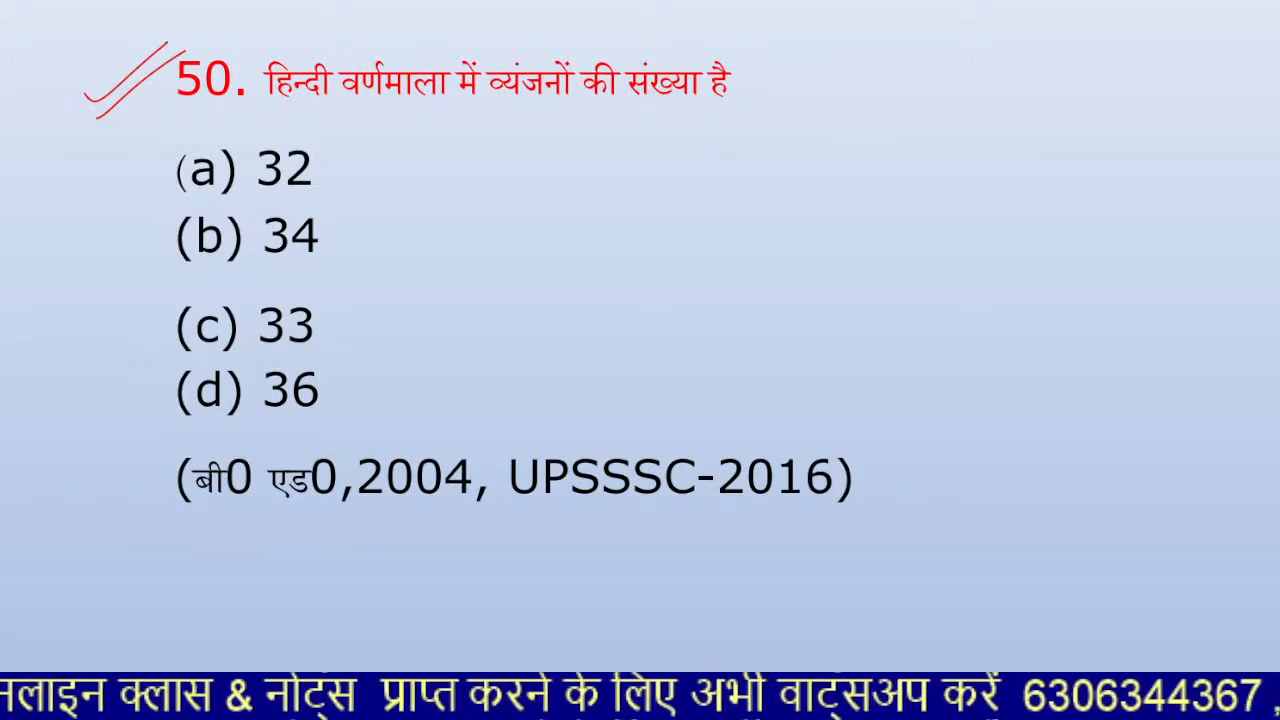 50. हिन्दी वर्णमाला में व्यंजनों की संख्या है
(a) 32
(b) 34
(c) 33
(d) 36
(बी0 एड0,2004, UPSSSC-2016)
नलाइन क्लास & नोट्स प्राप्त करने के लिए अभी वाट्सअप करें 6306344367 ,